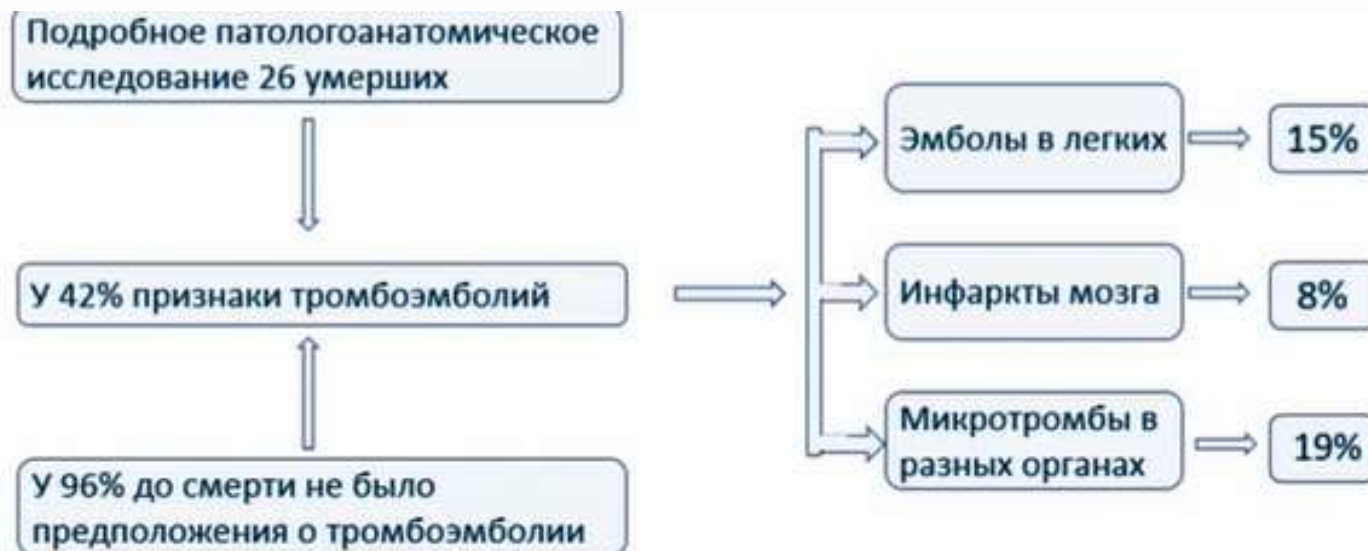 Подробное патологоанатомическое
исследование 26 умерших
У 42% признаки тромбоэмболий
У 96% до смерти не было
предположения о тромбоэмболии
Эмболы в легких
15%
Инфаркты мозга
8%
Микротромбы в
разных органах
19%